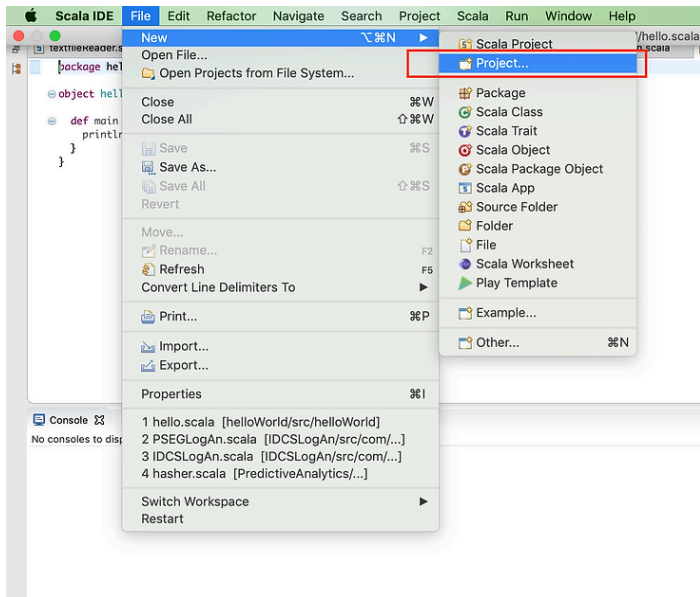 Scala IDE File Edit Refactor Navigate Search Project Scala Run Window Help
/hello.scala
textfileReader.s
n.scala
package hel
object hell
def main
println
}
}
New ⌥⌘N
Open File...
Open Projects from File System...
Close ⌘W
Close All ⇧⌘W
Save ⌘S
Save As...
Save All ⇧⌘S
Revert
Move...
Rename... F2
Refresh F5
Convert Line Delimiters To
Print... ⌘P
Import...
Export...
Properties ⌘I
1 hello.scala [helloWorld/src/helloWorld]
2 PSEGLogAn.scala [IDCSLogAn/src/com/...]
3 IDCSLogAn.scala [IDCSLogAn/src/com/...]
4 hasher.scala [PredictiveAnalytics/...]
Switch Workspace
Restart
Scala Project
Project...
Package
Scala Class
Scala Trait
Scala Object
Scala Package Object
Scala App
Source Folder
Folder
File
Scala Worksheet
Play Template
Example...
Other... ⌘N
Console
No consoles to disp